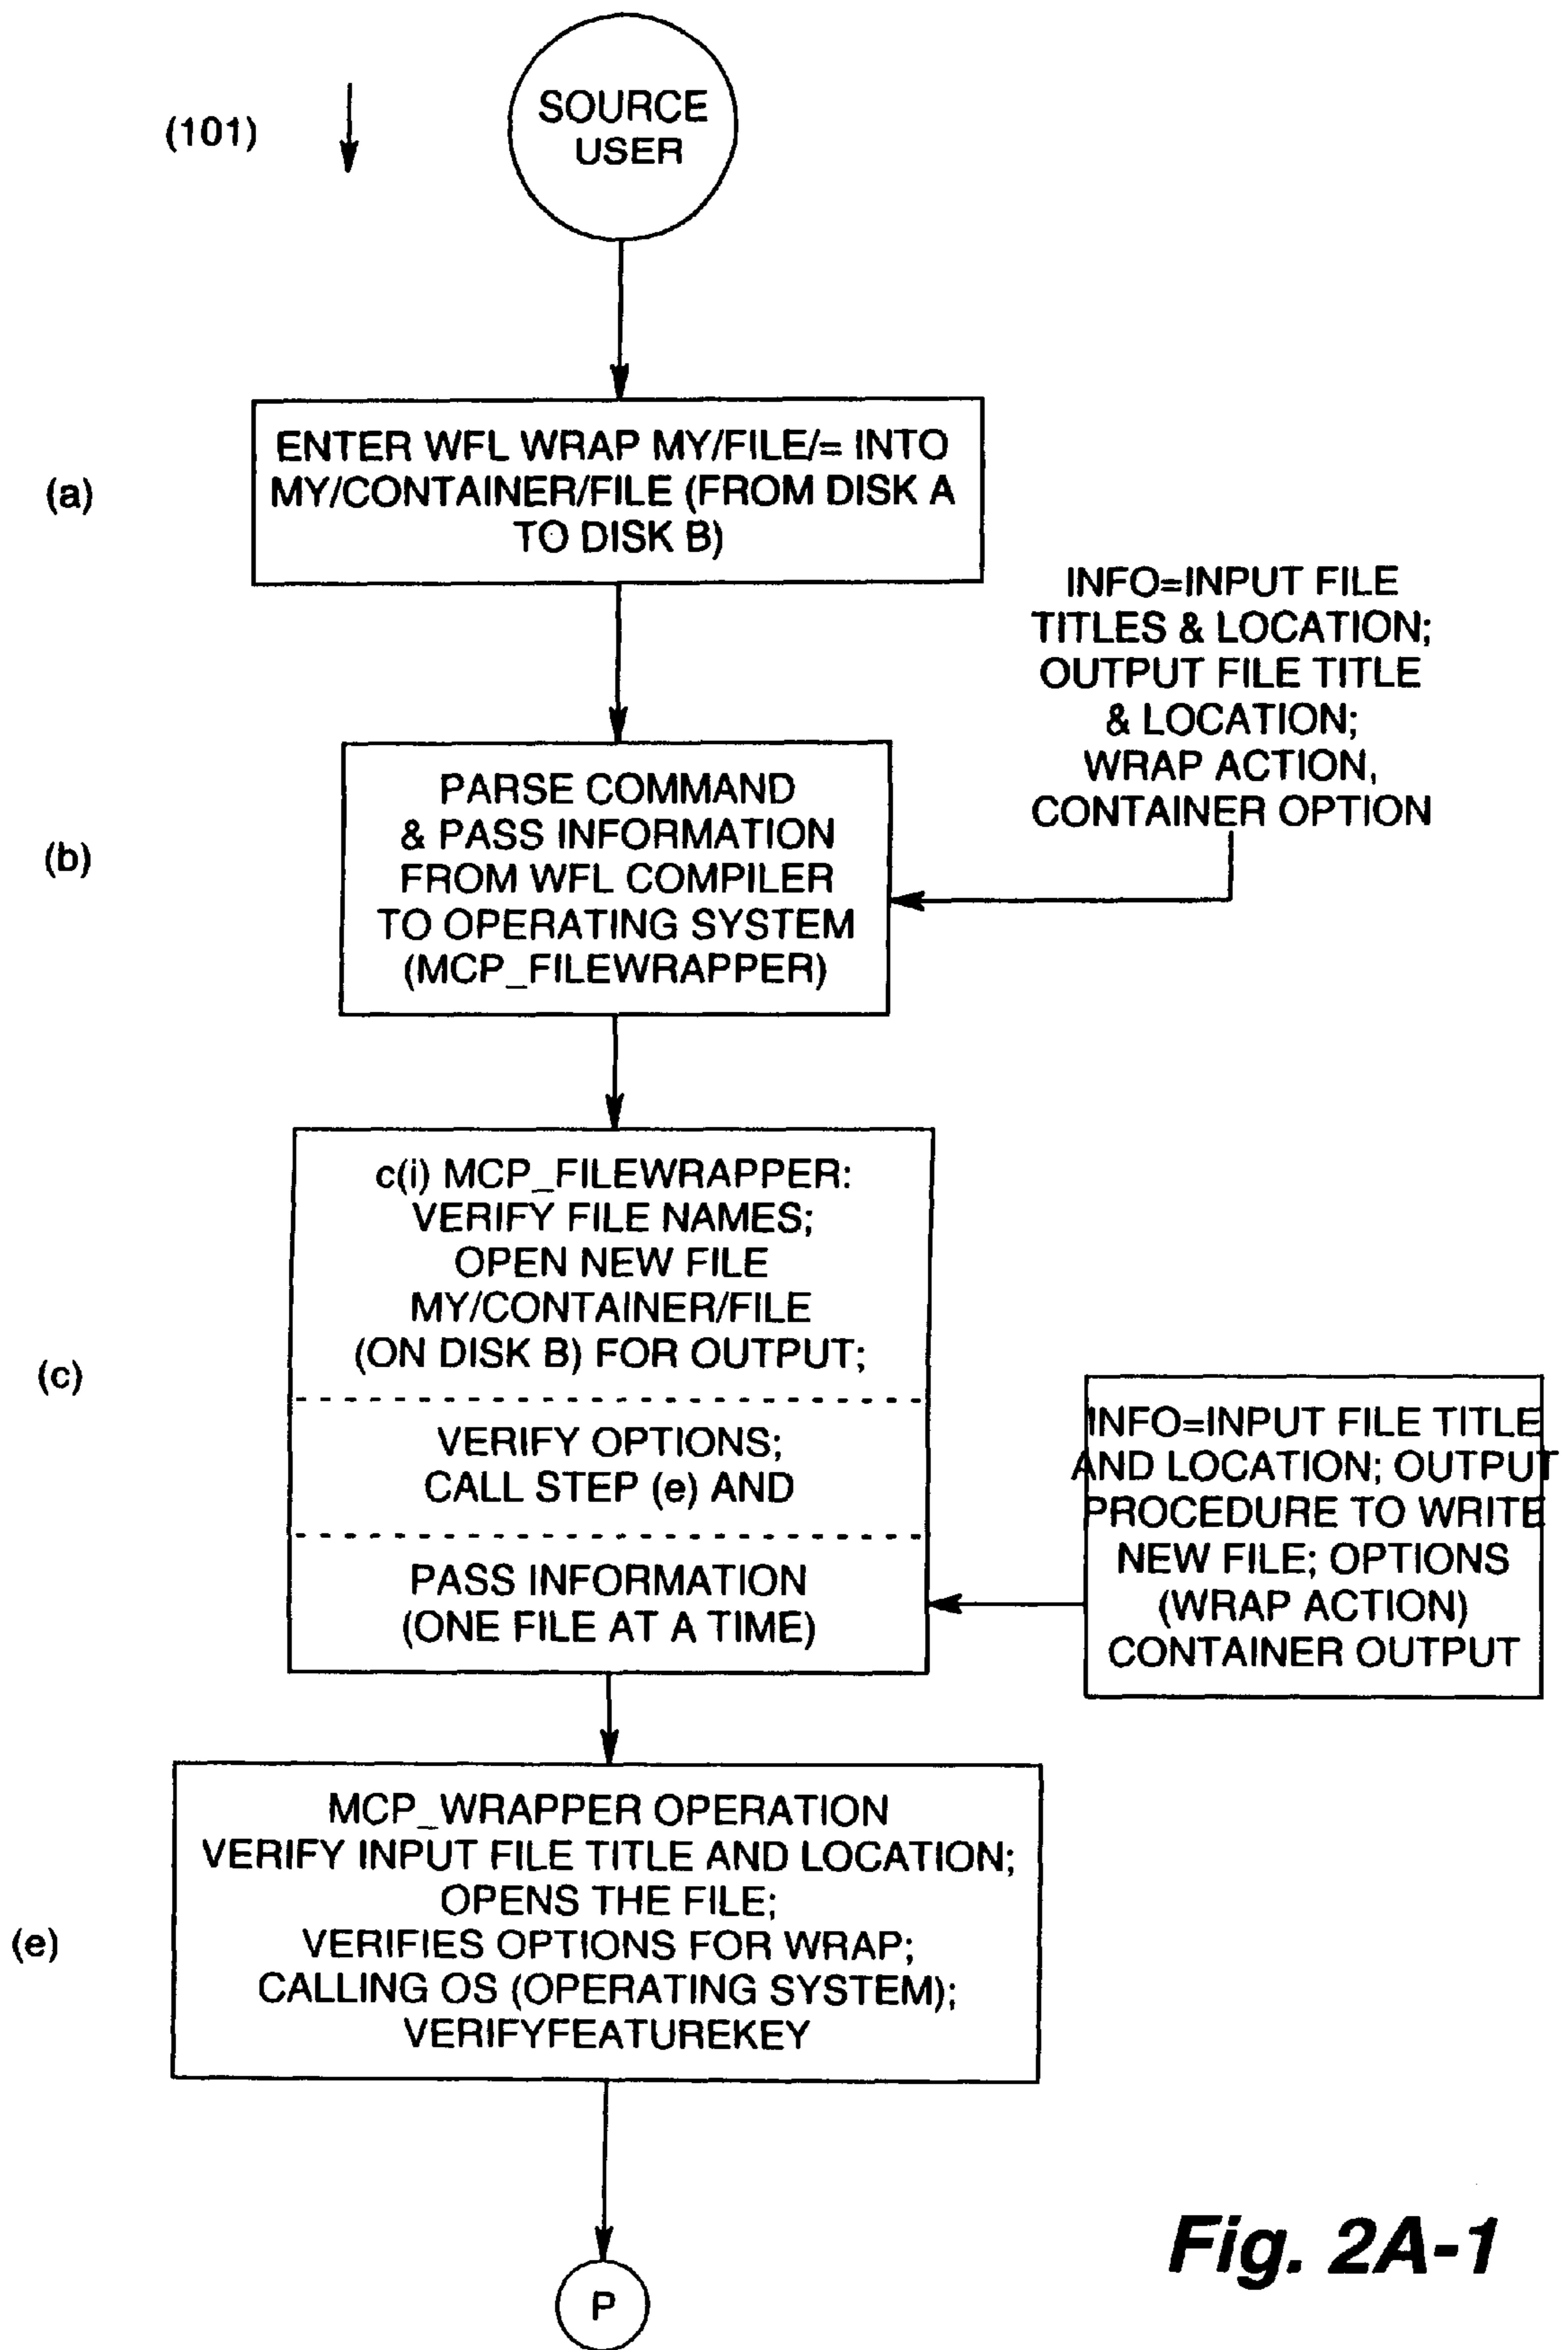 (101)
SOURCE
USER
(a)
ENTER WFL WRAP MY/FILE/= INTO
MY/CONTAINER/FILE (FROM DISK A
TO DISK B)
INFO=INPUT FILE
TITLES & LOCATION;
OUTPUT FILE TITLE
& LOCATION;
WRAP ACTION,
CONTAINER OPTION
(b)
PARSE COMMAND
& PASS INFORMATION
FROM WFL COMPILER
TO OPERATING SYSTEM
(MCP_FILEWRAPPER)
(c)
c(i) MCP_FILEWRAPPER:
VERIFY FILE NAMES;
OPEN NEW FILE
MY/CONTAINER/FILE
(ON DISK B) FOR OUTPUT;
VERIFY OPTIONS;
CALL STEP (e) AND
PASS INFORMATION
(ONE FILE AT A TIME)
INFO=INPUT FILE TITLE
AND LOCATION; OUTPUT
PROCEDURE TO WRITE
NEW FILE; OPTIONS
(WRAP ACTION)
CONTAINER OUTPUT
(e)
MCP_WRAPPER OPERATION
VERIFY INPUT FILE TITLE AND LOCATION;
OPENS THE FILE;
VERIFIES OPTIONS FOR WRAP;
CALLING OS (OPERATING SYSTEM);
VERIFYFEATUREKEY
P
Fig. 2A-1